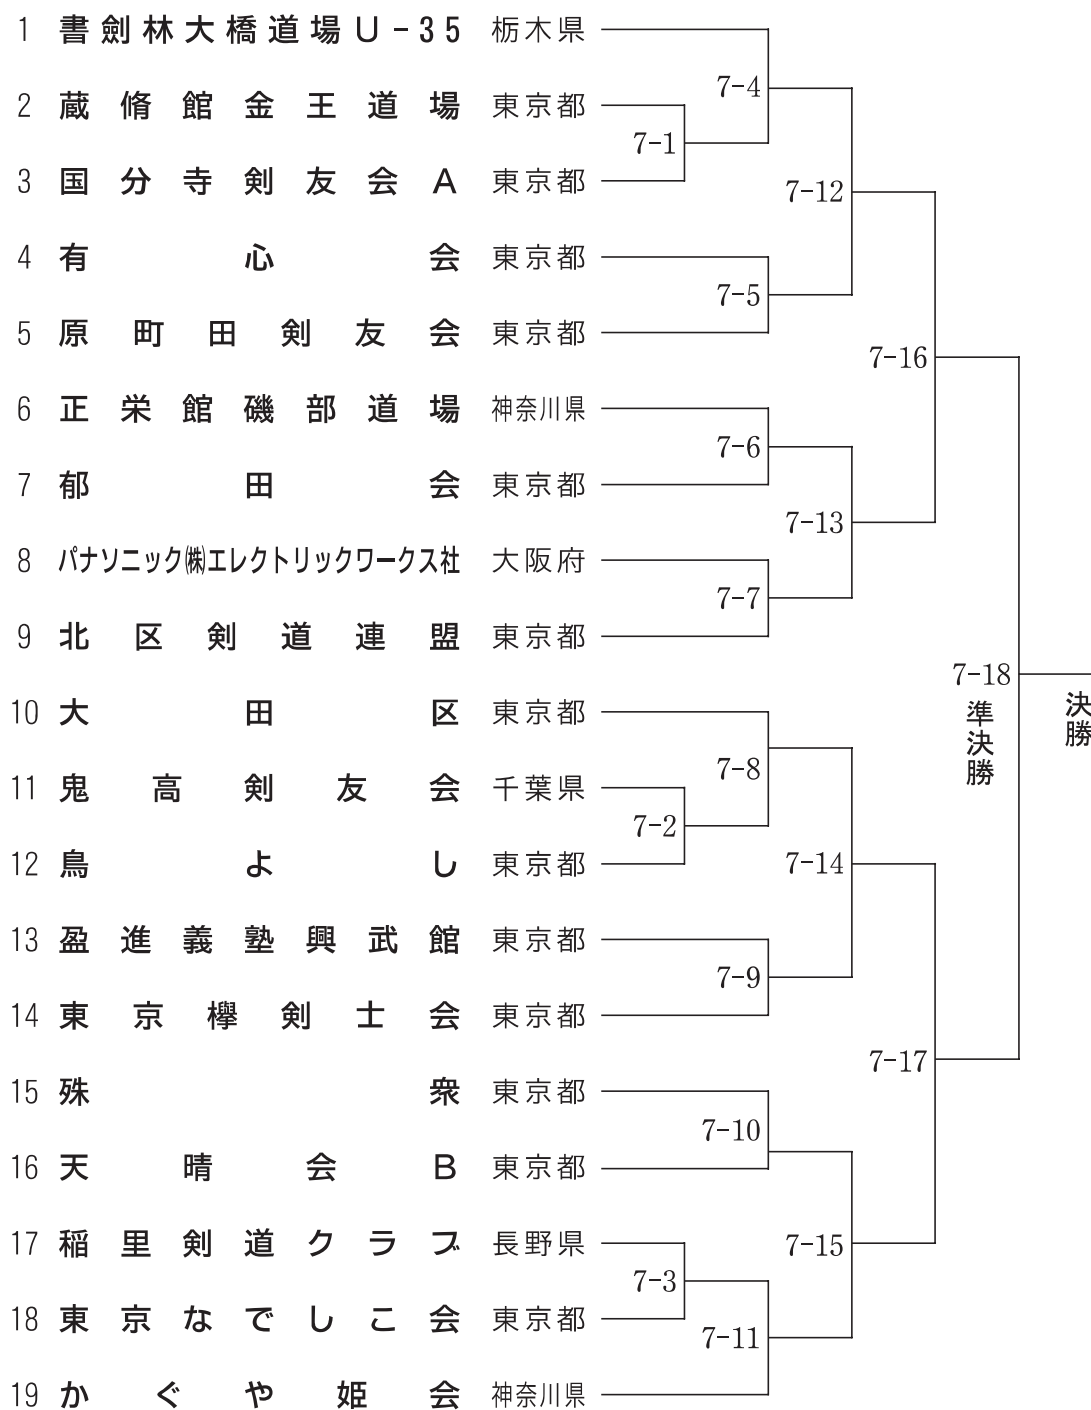 1 書劍林大橋道場U-35 栃木県
7-4
2 蔵脩館金王道場 東京都
7-1
3 国分寺剣友会A 東京都
7-12
4 有心会 東京都
7-5
5 原町田剣友会 東京都
7-16
6 正栄館磯部道場 神奈川県
7-6
7 郁田会 東京都
7-13
8 パナソニック㈱エレクトリックワークス社 大阪府
7-7
9 北区剣道連盟 東京都
7-18
準決勝
決勝
10 大田区 東京都
7-8
11 鬼高剣友会 千葉県
7-2
12 鳥よし 東京都
7-14
13 盈進義塾興武館 東京都
7-9
14 東京欅剣士会 東京都
7-17
15 殊衆 東京都
7-10
16 天晴会B 東京都
17 稲里剣道クラブ 長野県
7-15
7-3
18 東京なでしこ会 東京都
7-11
19 かぐや姫会 神奈川県